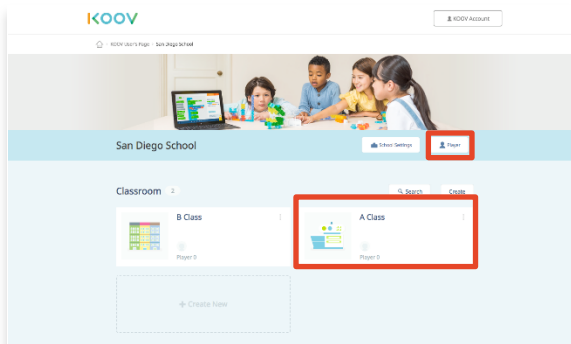 KOOV
KOOV Account
KOOV User's Page
San Diego School
San Diego School
School Settings
Player
Classroom 2
Search
Create
B Class
Player 0
A Class
Player 0
+ Create New